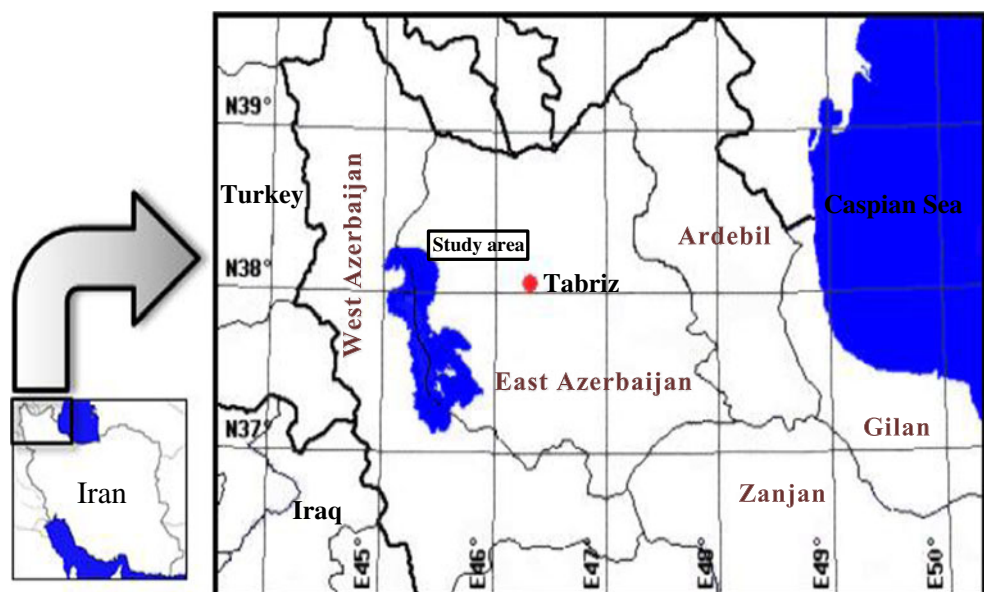 N39°
Turkey
West Azerbaijan
Caspian Sea
Ardebil
Study area
N38°
Tabriz
East Azerbaijan
N37°
Gilan
Iran
Iraq
Zanjan
E45°
E46°
E47°
E48°
E49°
E50°